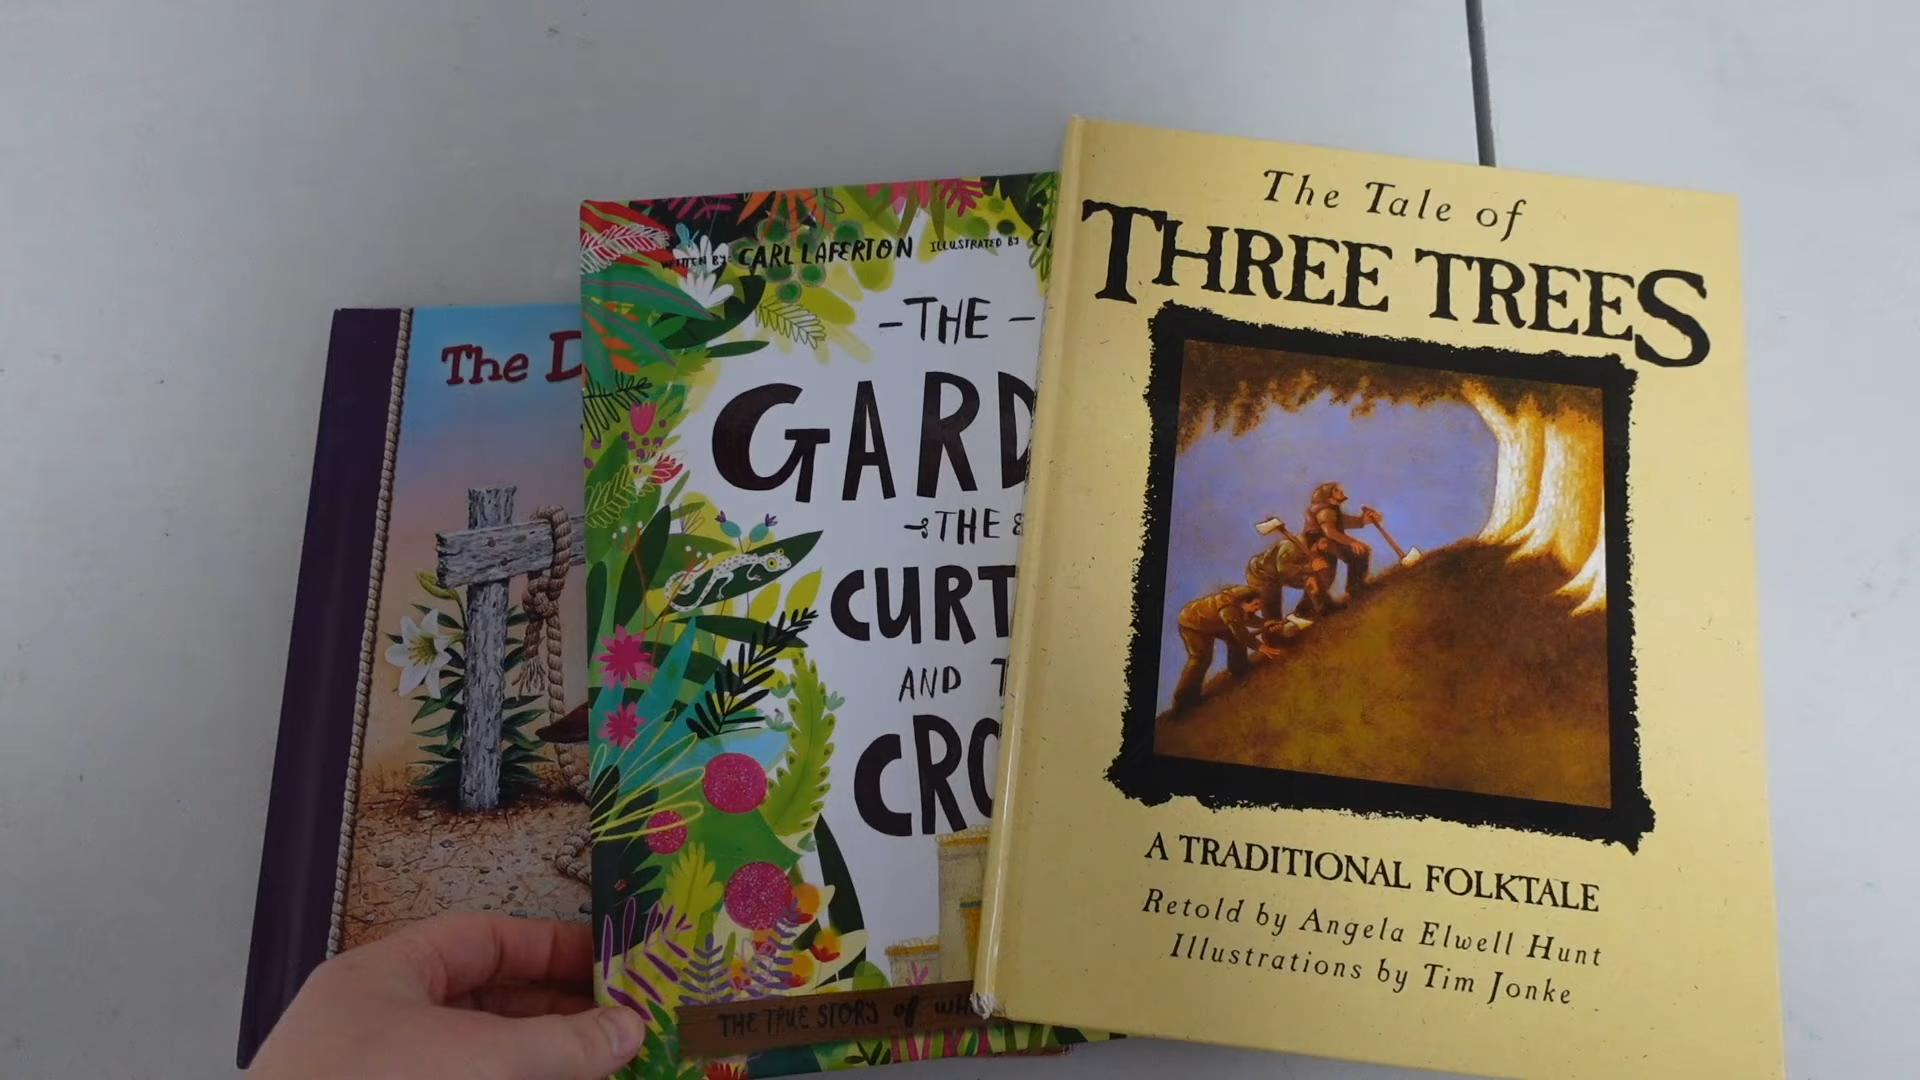 The D
WRITTEN BY: CARL LAFERTON ILLUSTRATED BY
- THE -
GARD
THE
CURT
AND T
CRO
THE TRUE STORY of WH
The Tale of
THREE TREES
A TRADITIONAL FOLKTALE
Retold by Angela Elwell Hunt
Illustrations by Tim Jonke